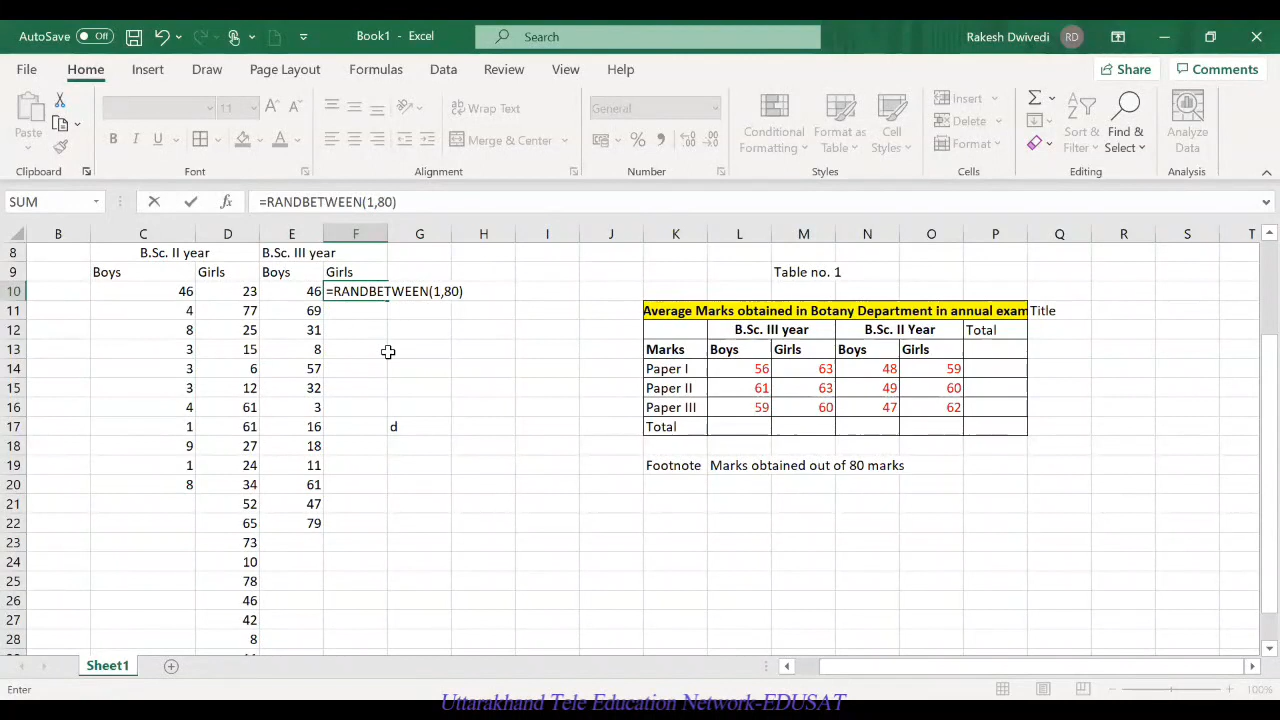 AutoSave Off Book1 - Excel Search Rakesh Dwivedi RD
File Home Insert Draw Page Layout Formulas Data Review View Help Share Comments
Paste 11 Wrap Text General Conditional Formatting Format as Table Cell Styles Insert Sort & Filter Find & Select Analyze Data
B I U Merge & Center % Delete Format
Clipboard Font Alignment Number Styles Cells Editing Analysis
SUM fx =RANDBETWEEN(1,80)
B C D E F G H I J K L M N O P Q R S T
8 B.Sc. II year B.Sc. III year
9 Boys Girls Boys Girls Table no. 1
10 46 23 46 =RANDBETWEEN(1,80)
11 4 77 69 Average Marks obtained in Botany Department in annual exam Title
12 8 25 31 B.Sc. III year B.Sc. II Year Total
13 3 15 8 Marks Boys Girls Boys Girls
14 3 6 57 Paper I 56 63 48 59
15 3 12 32 Paper II 61 63 49 60
16 4 61 3 Paper III 59 60 47 62
17 1 61 16 d Total
18 9 27 18
19 1 24 11 Footnote Marks obtained out of 80 marks
20 8 34 61
21 52 47
22 65 79
23 73
24 10
25 78
26 46
27 42
28 8
Sheet1
Enter 100%
Uttarakhand Tele Education Network-EDUSAT